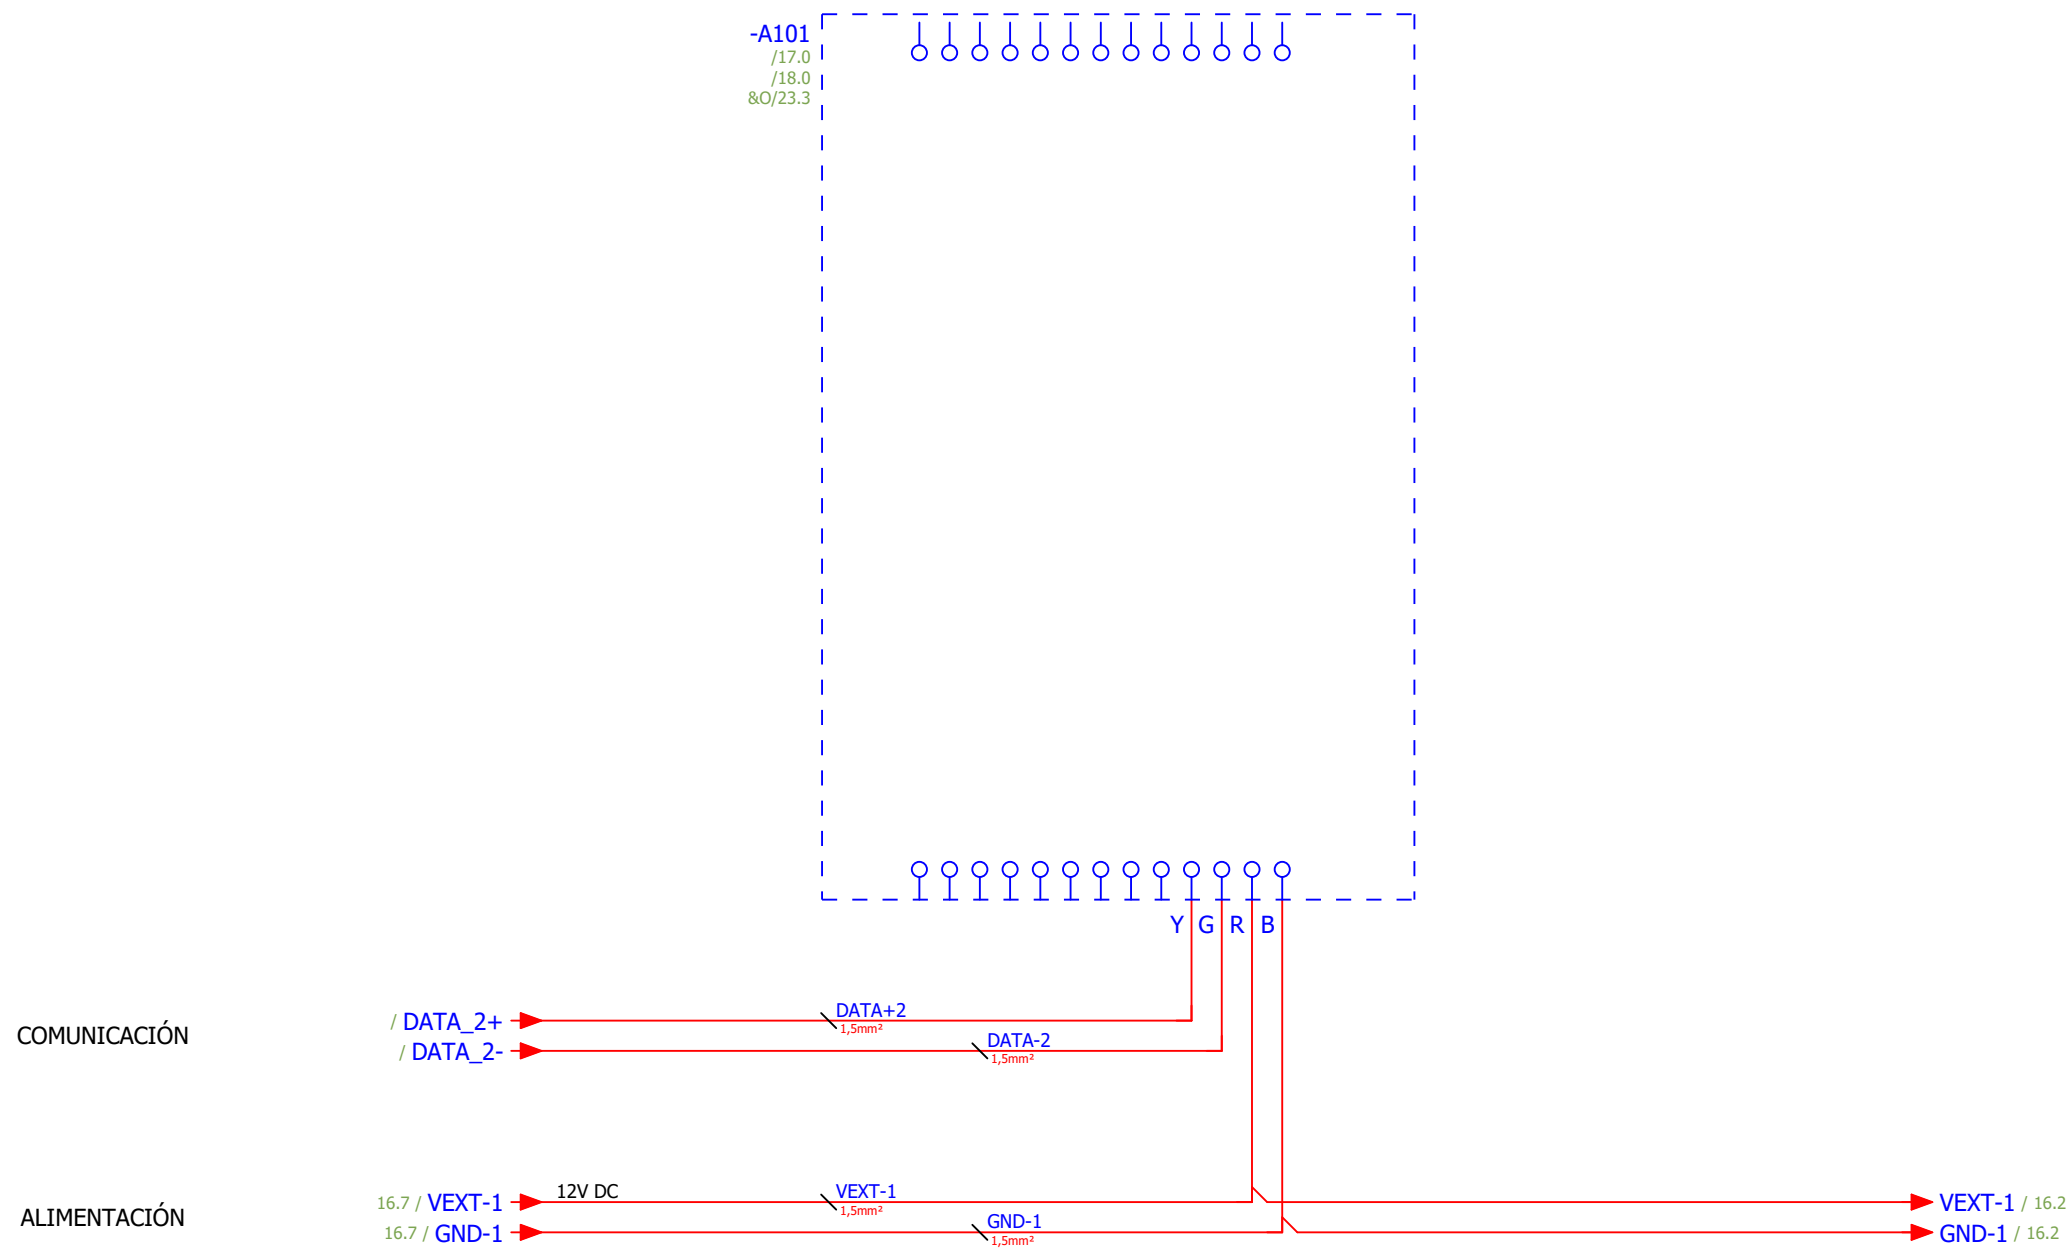 -A101
/17.0
/18.0
&O/23.3
Y G R B
COMUNICACIÓN
/ DATA_2+
DATA+2
1,5mm²
/ DATA_2-
DATA-2
1,5mm²
ALIMENTACIÓN
16.7 / VEXT-1
12V DC
VEXT-1
1,5mm²
VEXT-1 / 16.2
16.7 / GND-1
GND-1
1,5mm²
GND-1 / 16.2